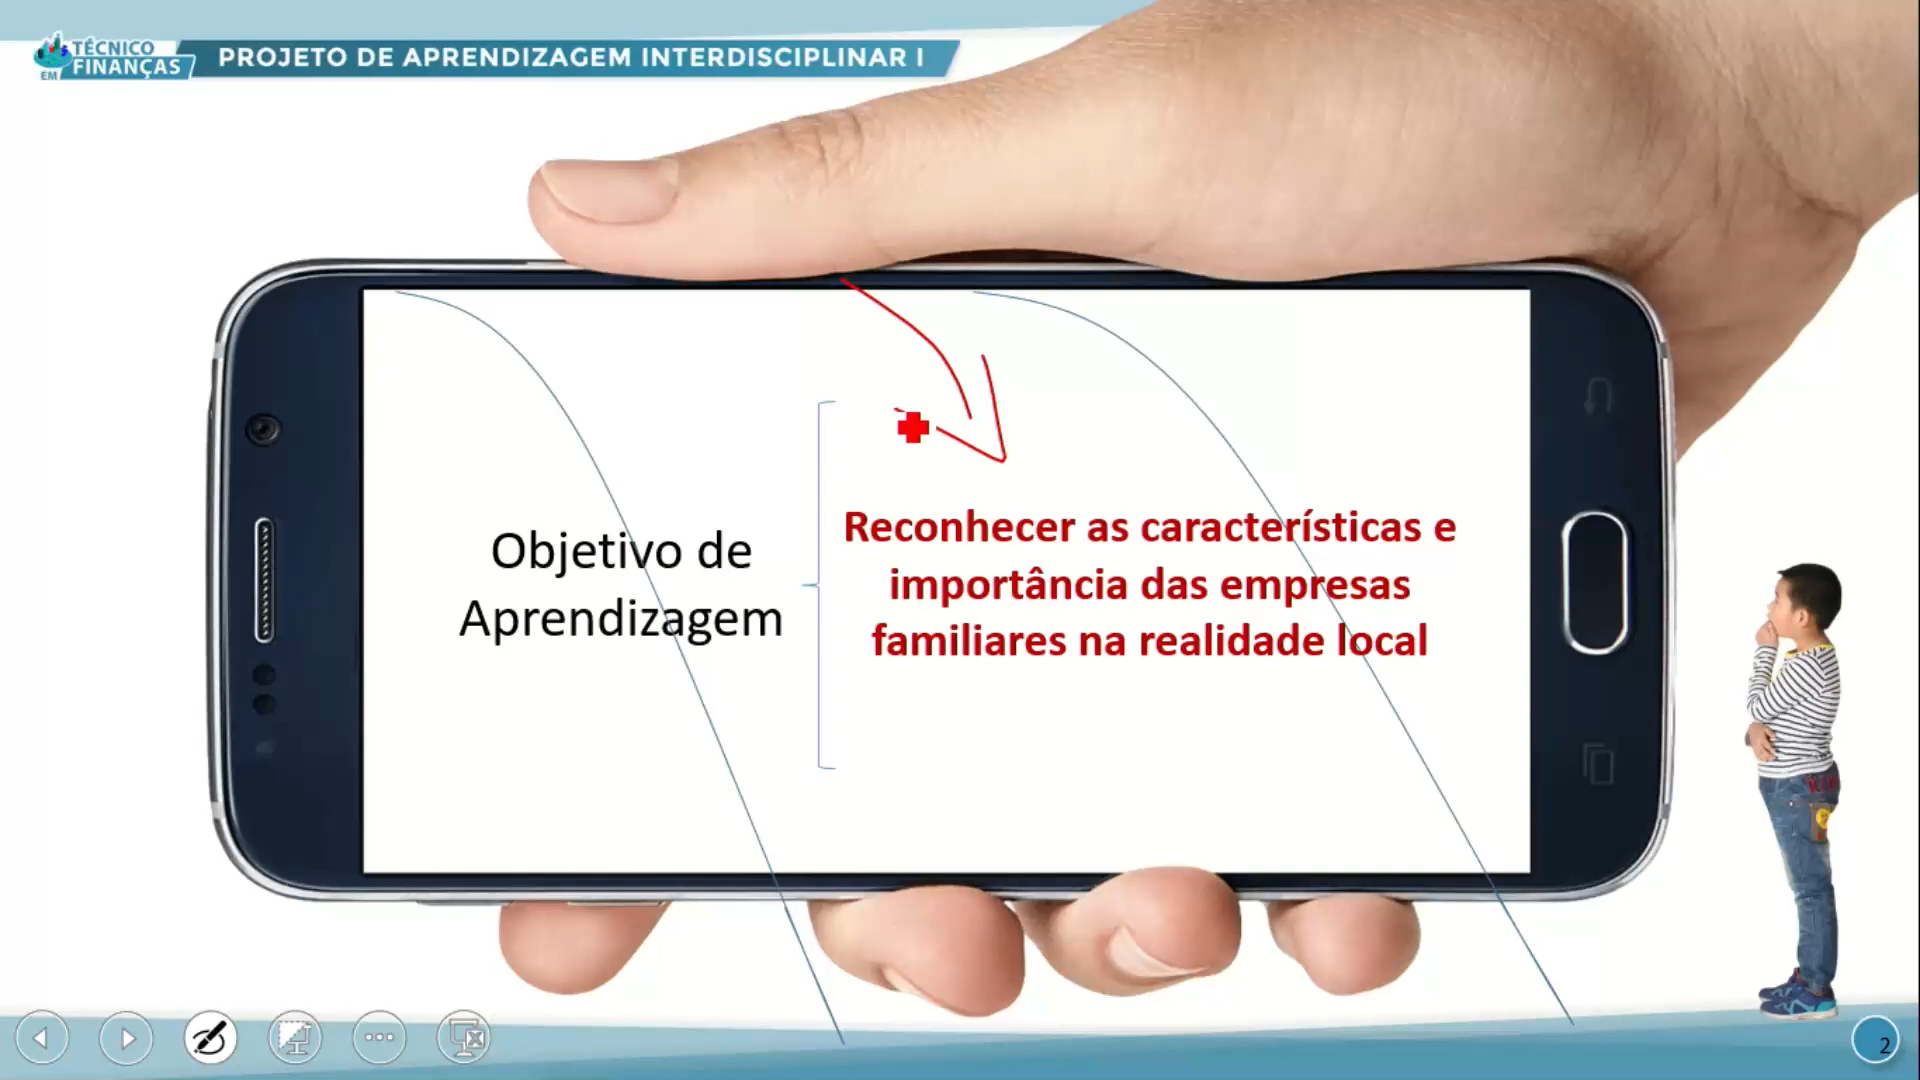 TÉCNICO
EM FINANÇAS
PROJETO DE APRENDIZAGEM INTERDISCIPLINAR I
Objetivo de
Aprendizagem
Reconhecer as características e
importância das empresas
familiares na realidade local
2